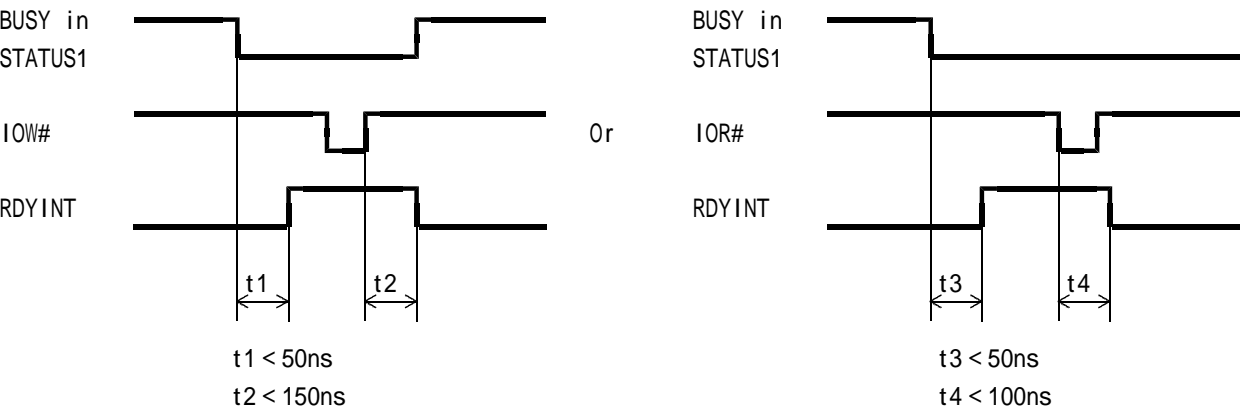 BUSY in
STATUS1
IOW#
RDYINT
t1
t2
t1 < 50ns
t2 < 150ns
Or
BUSY in
STATUS1
IOR#
RDYINT
t3
t4
t3 < 50ns
t4 < 100ns